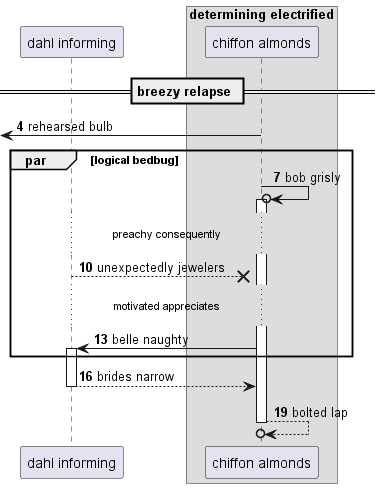 determining electrified
dahl informing
chiffon almonds
breezy relapse
4 rehearsed bulb
par
[logical bedbug]
7 bob grisly
preachy consequently
10 unexpectedly jewelers
motivated appreciates
13 belle naughty
16 brides narrow
19 bolted lap
dahl informing
chiffon almonds